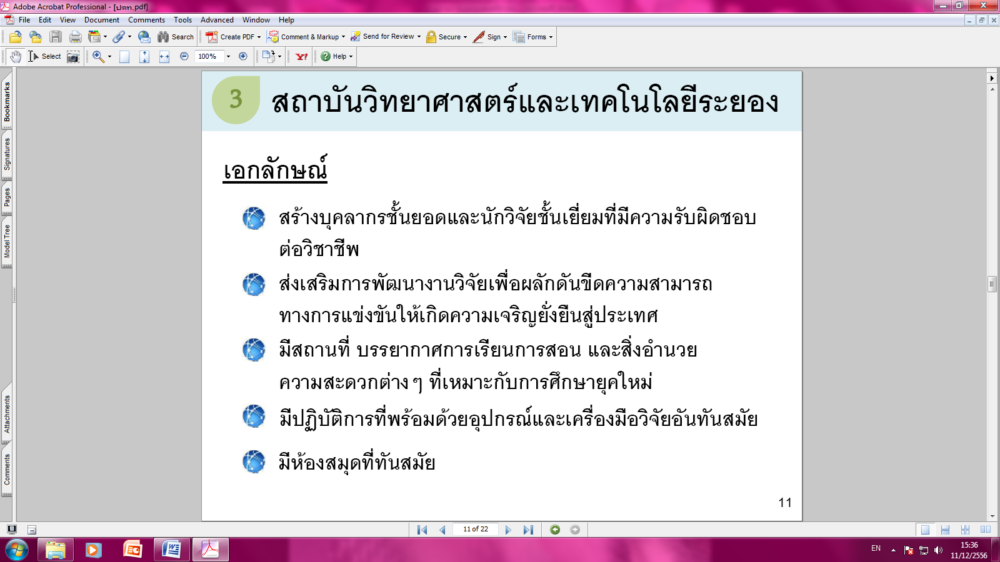 Adobe Acrobat Professional - [ปตท.pdf]
File Edit View Document Comments Tools Advanced Window Help
Search Create PDF Comment & Markup Send for Review Secure Sign Forms
Select 100% Y! Help
Bookmarks
Signatures
Pages
Model Tree
Attachments
Comments
3 สถาบันวิทยาศาสตร์และเทคโนโลยีระยอง
เอกลักษณ์
สร้างบุคลากรชั้นยอดและนักวิจัยชั้นเยี่ยมที่มีความรับผิดชอบ
ต่อวิชาชีพ
ส่งเสริมการพัฒนางานวิจัยเพื่อผลักดันขีดความสามารถ
ทางการแข่งขันให้เกิดความเจริญยั่งยืนสู่ประเทศ
มีสถานที่ บรรยากาศการเรียนการสอน และสิ่งอำนวย
ความสะดวกต่างๆ ที่เหมาะกับการศึกษายุคใหม่
มีปฏิบัติการที่พร้อมด้วยอุปกรณ์และเครื่องมือวิจัยอันทันสมัย
มีห้องสมุดที่ทันสมัย
11
11 of 22
EN
15:36
11/12/2556